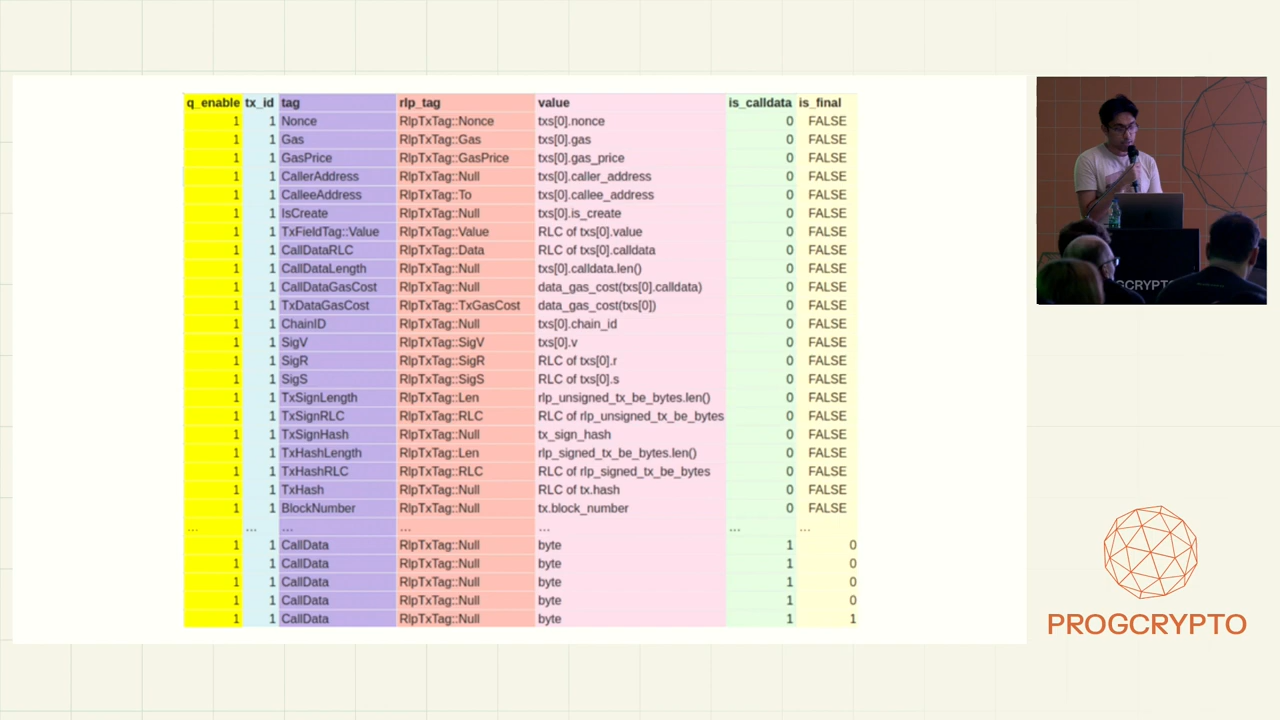 q_enable tx_id tag rlp_tag value is_calldata is_final
1 1 Nonce RlpTxTag::Nonce txs[0].nonce 0 FALSE
1 1 Gas RlpTxTag::Gas txs[0].gas 0 FALSE
1 1 GasPrice RlpTxTag::GasPrice txs[0].gas_price 0 FALSE
1 1 CallerAddress RlpTxTag::Null txs[0].caller_address 0 FALSE
1 1 CalleeAddress RlpTxTag::To txs[0].callee_address 0 FALSE
1 1 IsCreate RlpTxTag::Null txs[0].is_create 0 FALSE
1 1 TxFieldTag::Value RlpTxTag::Value RLC of txs[0].value 0 FALSE
1 1 CallDataRLC RlpTxTag::Data RLC of txs[0].calldata 0 FALSE
1 1 CallDataLength RlpTxTag::Null txs[0].calldata.len() 0 FALSE
1 1 CallDataGasCost RlpTxTag::Null data_gas_cost(txs[0].calldata) 0 FALSE
1 1 TxDataGasCost RlpTxTag::TxGasCost data_gas_cost(txs[0]) 0 FALSE
1 1 ChainID RlpTxTag::Null txs[0].chain_id 0 FALSE
1 1 SigV RlpTxTag::SigV txs[0].v 0 FALSE
1 1 SigR RlpTxTag::SigR RLC of txs[0].r 0 FALSE
1 1 SigS RlpTxTag::SigS RLC of txs[0].s 0 FALSE
1 1 TxSignLength RlpTxTag::Len rlp_unsigned_tx_be_bytes.len() 0 FALSE
1 1 TxSignRLC RlpTxTag::RLC RLC of rlp_unsigned_tx_be_bytes 0 FALSE
1 1 TxSignHash RlpTxTag::Null tx_sign_hash 0 FALSE
1 1 TxHashLength RlpTxTag::Len rlp_signed_tx_be_bytes.len() 0 FALSE
1 1 TxHashRLC RlpTxTag::RLC RLC of rlp_signed_tx_be_bytes 0 FALSE
1 1 TxHash RlpTxTag::Null RLC of tx.hash 0 FALSE
1 1 BlockNumber RlpTxTag::Null tx.block_number 0 FALSE
... ... ... ... ... ... ...
1 1 CallData RlpTxTag::Null byte 1 0
1 1 CallData RlpTxTag::Null byte 1 0
1 1 CallData RlpTxTag::Null byte 1 0
1 1 CallData RlpTxTag::Null byte 1 0
1 1 CallData RlpTxTag::Null byte 1 1
GCRYPT
PROGCRYPTO